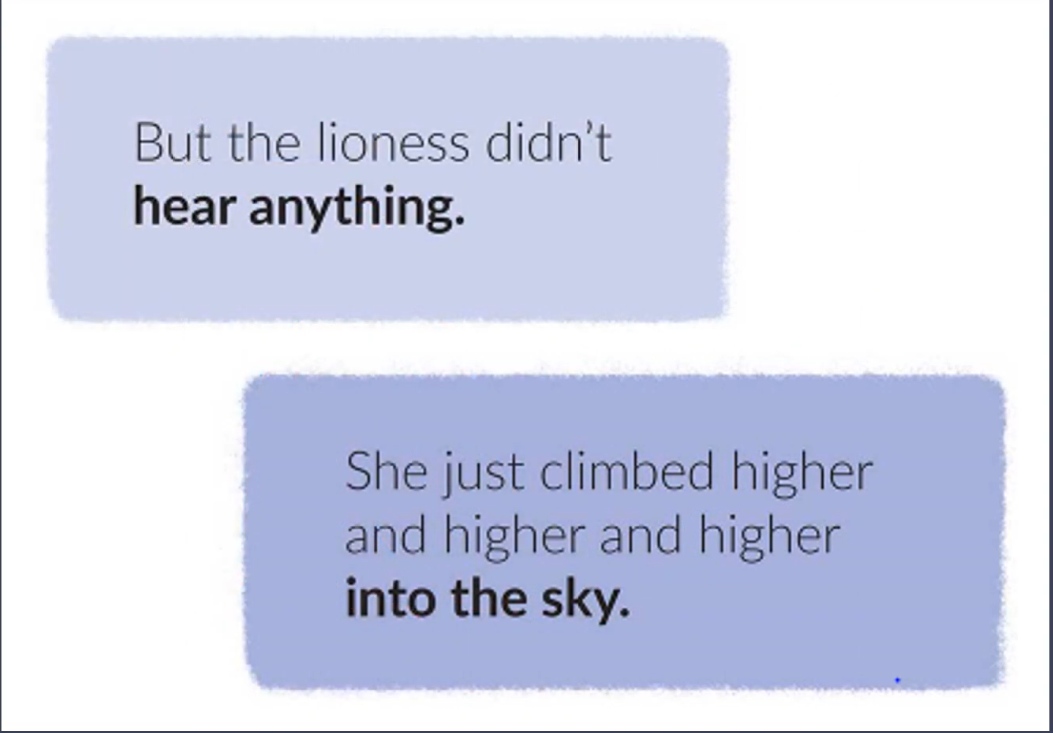 But the lioness didn’t
hear anything.
She just climbed higher
and higher and higher
into the sky.